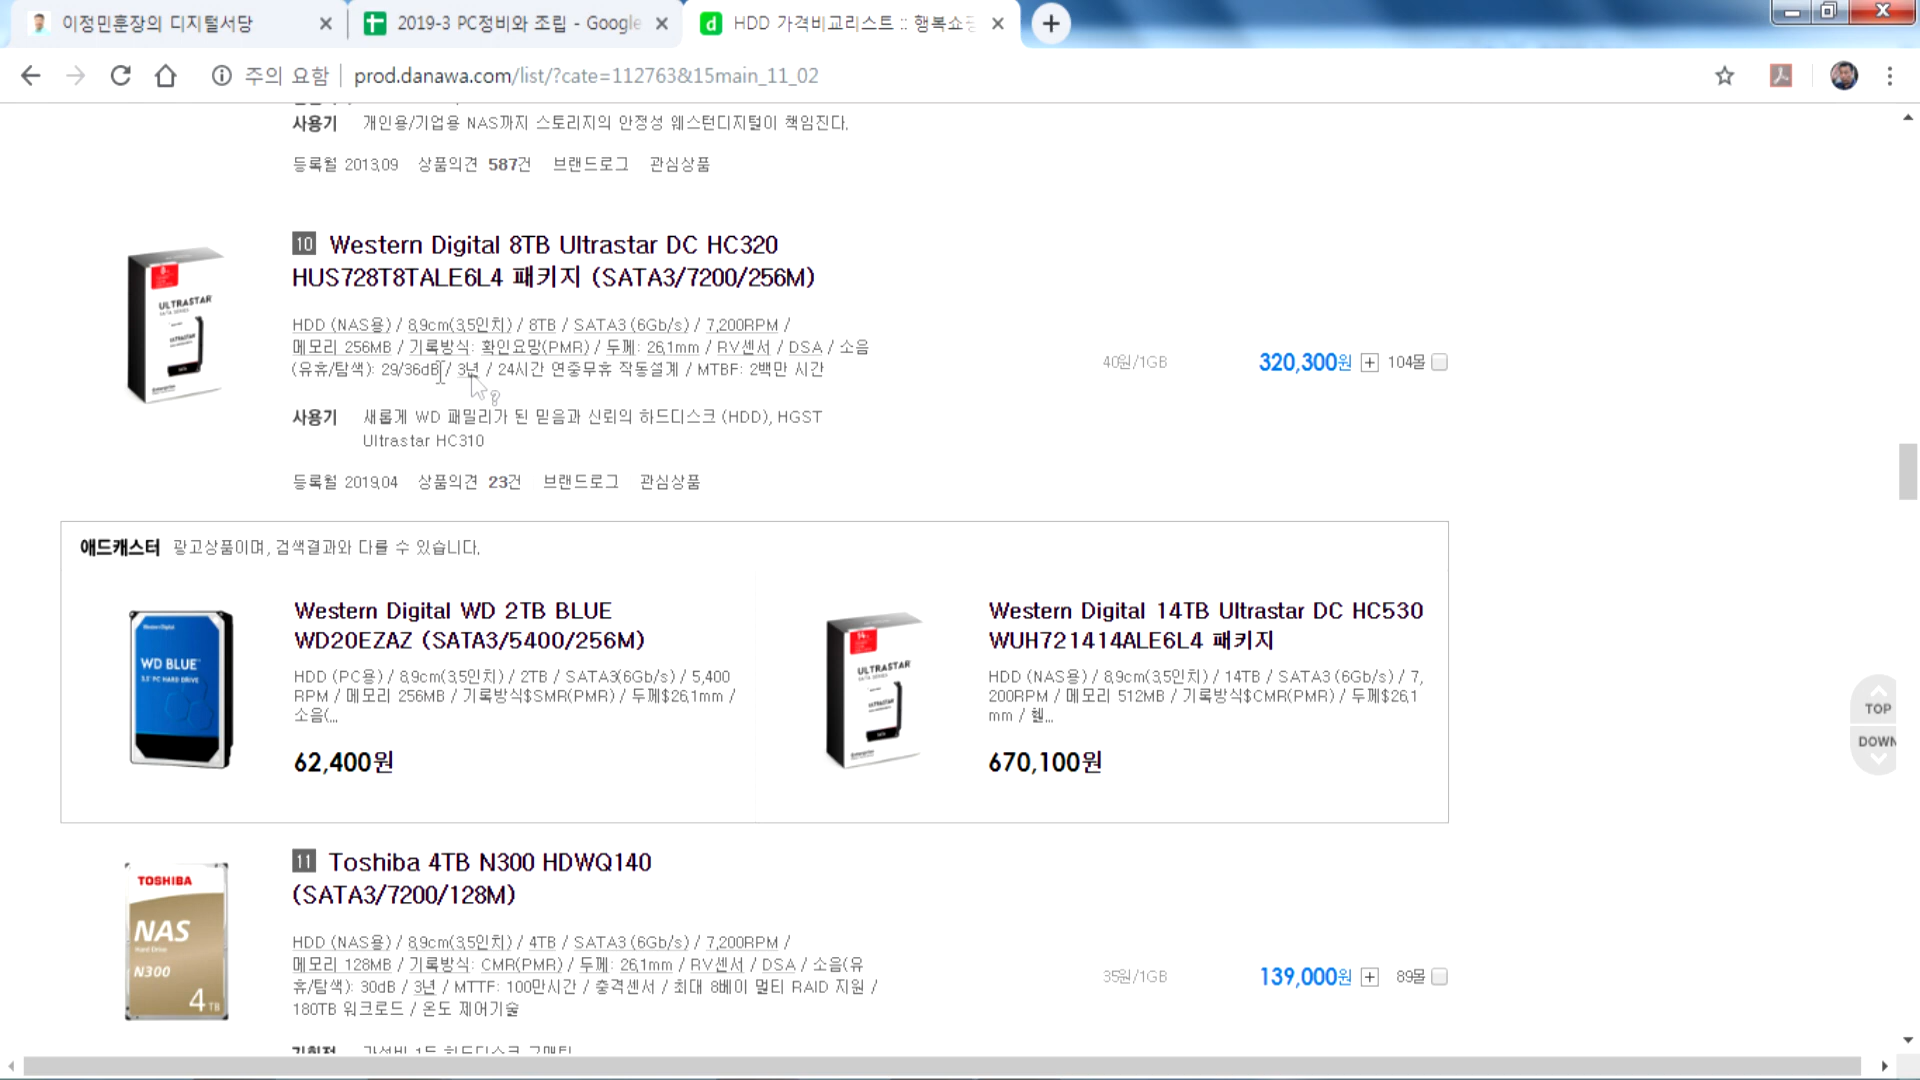 이정민훈장의 디지털서당
2019-3 PC정비와 조립 - Google
HDD 가격비교리스트 :: 행복쇼핑
주의 요함
prod.danawa.com/list/?cate=112763&15main_11_02
사용기 개인용/기업용 NAS까지 스토리지의 안정성 웨스턴디지털이 책임진다.
등록월 2013.09 상품의견 587건 브랜드로그 관심상품
10 Western Digital 8TB Ultrastar DC HC320
HUS728T8TALE6L4 패키지 (SATA3/7200/256M)
HDD (NAS용) / 8.9cm(3.5인치) / 8TB / SATA3 (6Gb/s) / 7,200RPM /
메모리 256MB / 기록방식: 확인요망(PMR) / 두께: 26.1mm / RV센서 / DSA / 소음
(유휴/탐색): 29/36dB / 3년 / 24시간 연중무휴 작동설계 / MTBF: 2백만 시간
40원/1GB
320,300원 + 104몰
사용기 새롭게 WD 패밀리가 된 믿음과 신뢰의 하드디스크 (HDD), HGST
Ultrastar HC310
등록월 2019.04 상품의견 23건 브랜드로그 관심상품
애드캐스터 광고상품이며, 검색결과와 다를 수 있습니다.
Western Digital WD 2TB BLUE
WD20EZAZ (SATA3/5400/256M)
HDD (PC용) / 8.9cm(3.5인치) / 2TB / SATA3(6Gb/s) / 5,400
RPM / 메모리 256MB / 기록방식$SMR(PMR) / 두께$26.1mm /
소음(...
62,400원
Western Digital 14TB Ultrastar DC HC530
WUH721414ALE6L4 패키지
HDD (NAS용) / 8.9cm(3.5인치) / 14TB / SATA3 (6Gb/s) / 7,
200RPM / 메모리 512MB / 기록방식$CMR(PMR) / 두께$26.1
mm / 헬...
670,100원
WD BLUE
3.5" PC HARD DRIVE
ULTRASTAR
ULTRASTAR
TOP
DOWN
TOSHIBA
NAS
Hard Drive
N300
4 TB
11 Toshiba 4TB N300 HDWQ140
(SATA3/7200/128M)
HDD (NAS용) / 8.9cm(3.5인치) / 4TB / SATA3 (6Gb/s) / 7,200RPM /
메모리 128MB / 기록방식: CMR(PMR) / 두께: 26.1mm / RV센서 / DSA / 소음(유
휴/탐색): 30dB / 3년 / MTTF: 100만시간 / 충격센서 / 최대 8베이 멀티 RAID 지원 /
180TB 워크로드 / 온도 제어기술
35원/1GB
139,000원 + 89몰